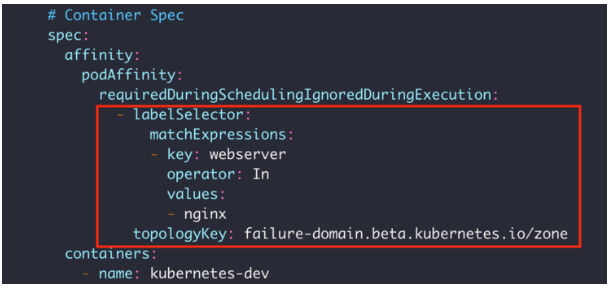 # Container Spec
spec:
affinity:
podAffinity:
requiredDuringSchedulingIgnoredDuringExecution:
- labelSelector:
matchExpressions:
- key: webserver
operator: In
values:
- nginx
topologyKey: failure-domain.beta.kubernetes.io/zone
containers:
- name: kubernetes-dev